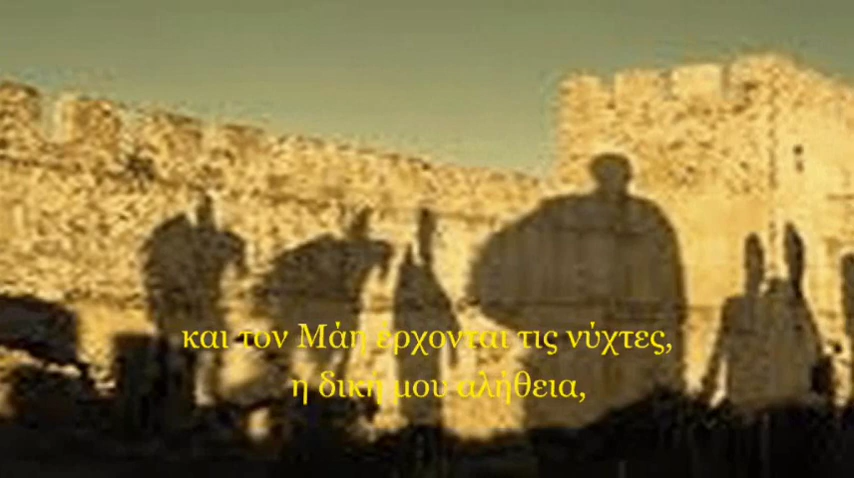 και τον Μάη έρχονται τις νύχτες,
η δική μου αλήθεια,